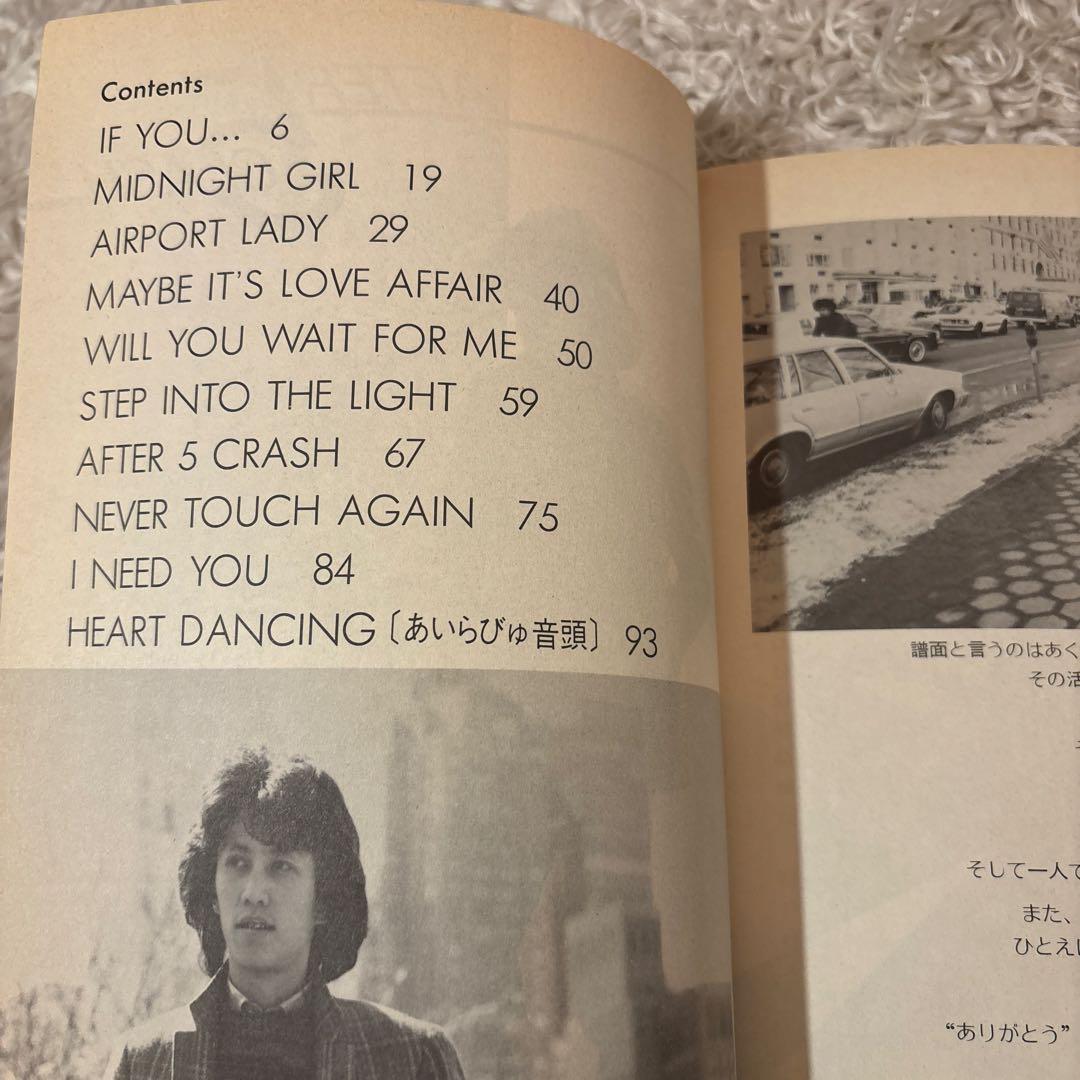 Contents
IF YOU... 6
MIDNIGHT GIRL 19
AIRPORT LADY 29
MAYBE IT'S LOVE AFFAIR 40
WILL YOU WAIT FOR ME 50
STEP INTO THE LIGHT 59
AFTER 5 CRASH 67
NEVER TOUCH AGAIN 75
I NEED YOU 84
HEART DANCING〔あいらびゅ音頭〕 93
譜面と言うのはあく
その活
そして一人で
また、
ひとえに
“ありがとう”